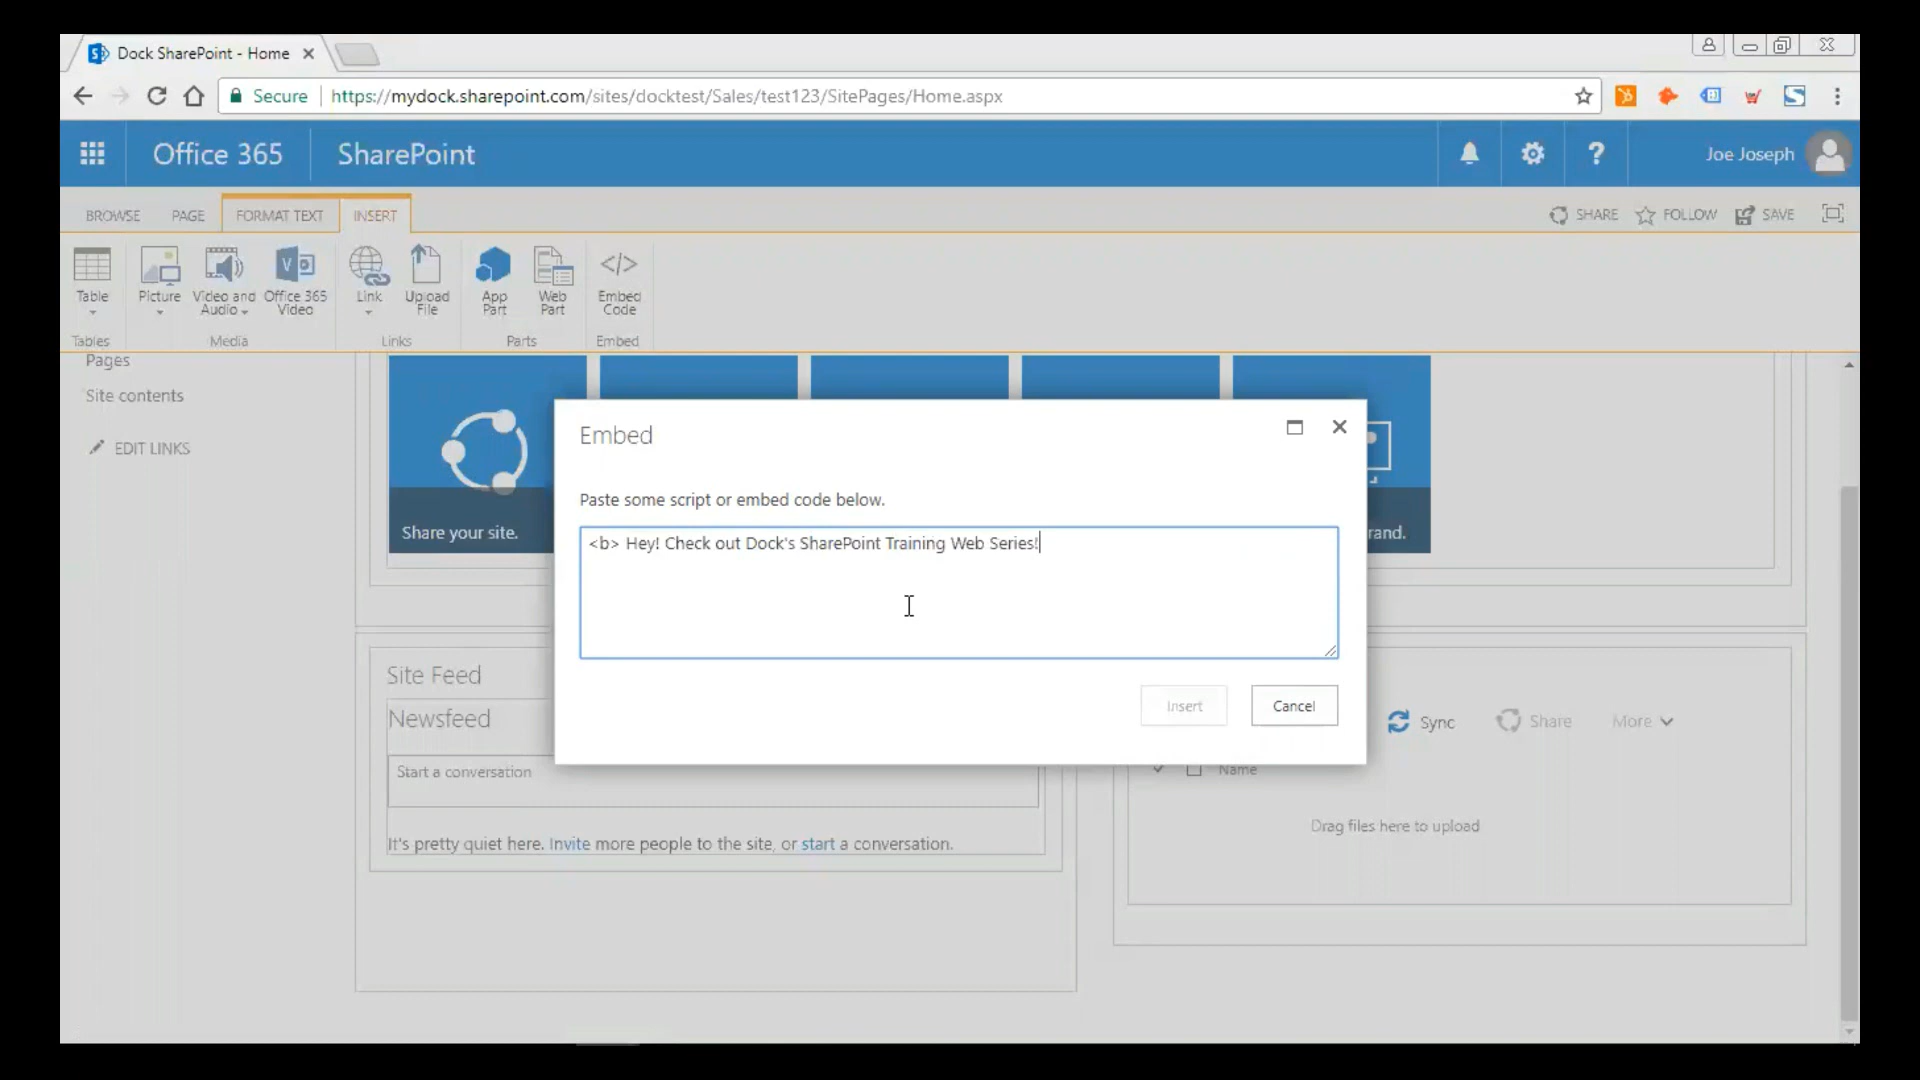 Dock SharePoint - Home
Secure
https://mydock.sharepoint.com/sites/docktest/Sales/test123/SitePages/Home.aspx
Office 365
SharePoint
Joe Joseph
BROWSE
PAGE
FORMAT TEXT
INSERT
SHARE
FOLLOW
SAVE
Table
Picture
Video and
Audio
Office 365
Video
Link
Upload
File
App
Part
Web
Part
Embed
Code
Tables
Media
Links
Parts
Embed
Pages
Site contents
EDIT LINKS
Share your site.
rand.
Embed
Paste some script or embed code below.
<b> Hey! Check out Dock's SharePoint Training Web Series!
Insert
Cancel
Site Feed
Newsfeed
Start a conversation
It's pretty quiet here. Invite more people to the site, or start a conversation.
Sync
Share
More
Name
Drag files here to upload